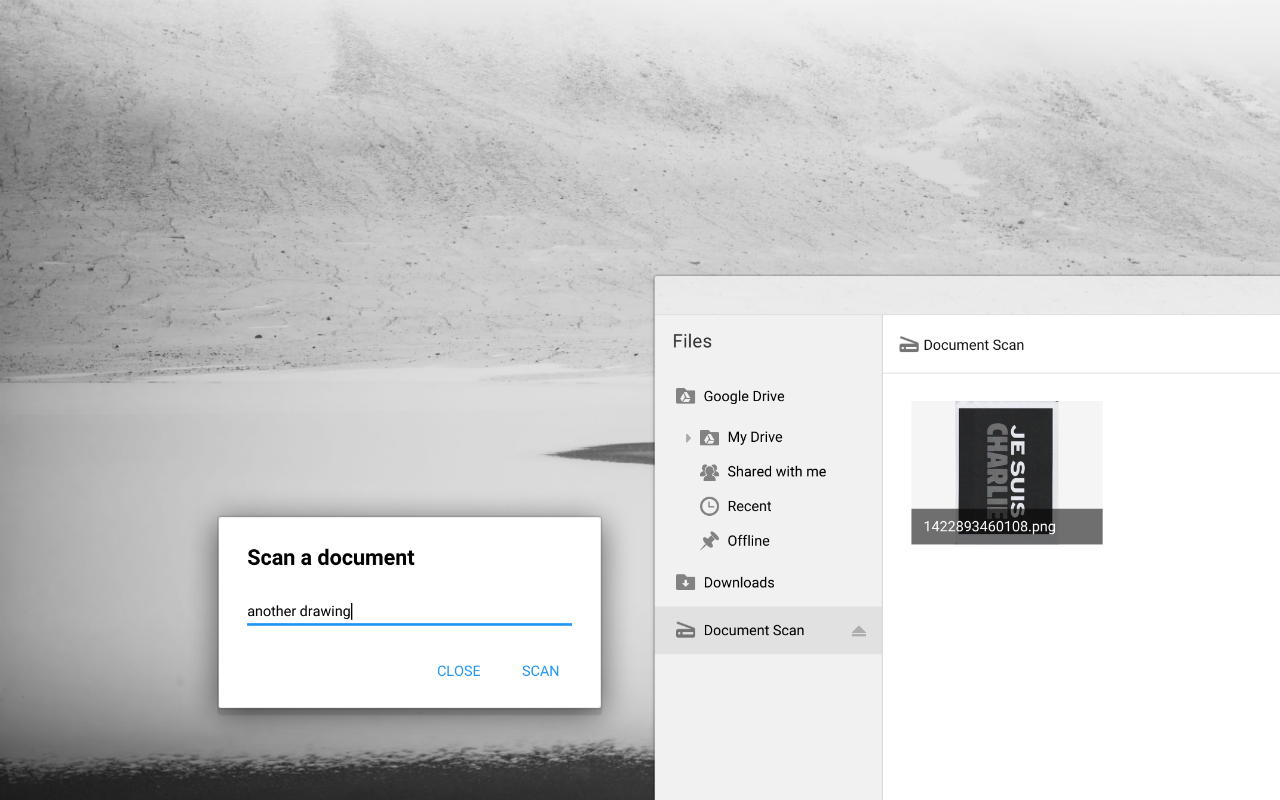 Scan a document
another drawing
CLOSE SCAN
Files
Google Drive
My Drive
Shared with me
Recent
Offline
Downloads
Document Scan
Document Scan
JE SUIS
CHARLIE
1422893460108.png